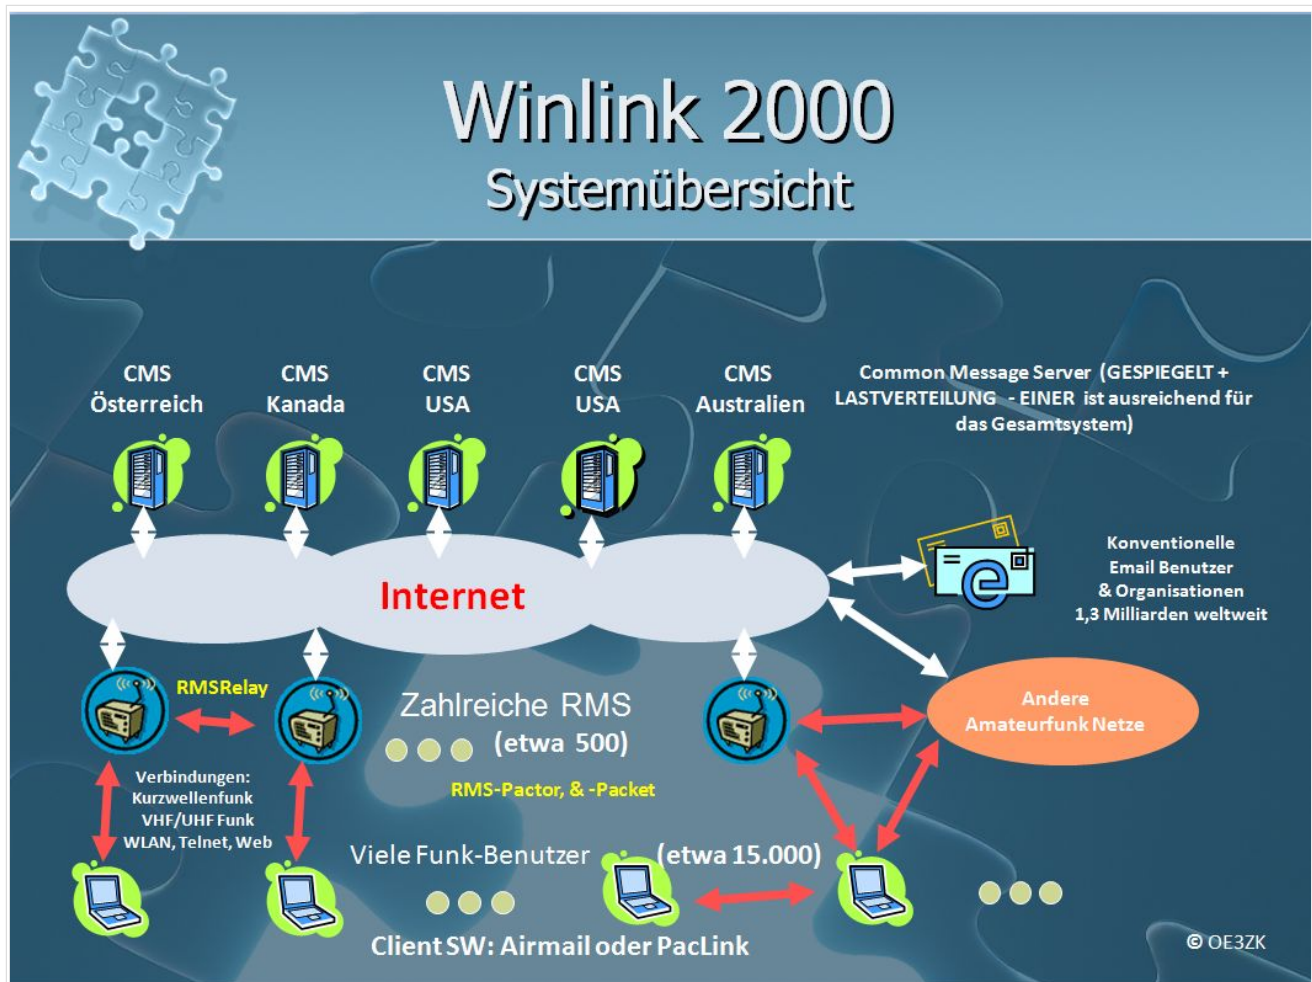 Winlink 2000
Systemübersicht
CMS
Österreich
CMS
Kanada
CMS
USA
CMS
USA
CMS
Australien
Common Message Server (GESPIEGELT +
LASTVERTEILUNG - EINER ist ausreichend für
das Gesamtsystem)
Internet
e
Konventionelle
Email Benutzer
& Organisationen
1,3 Milliarden weltweit
RMSRelay
Zahlreiche RMS
(etwa 500)
Andere
Amateurfunk Netze
Verbindungen:
Kurzwellenfunk
VHF/UHF Funk
WLAN, Telnet, Web
RMS-Pactor, & -Packet
Viele Funk-Benutzer
(etwa 15.000)
Client SW: Airmail oder PacLink
© OE3ZK